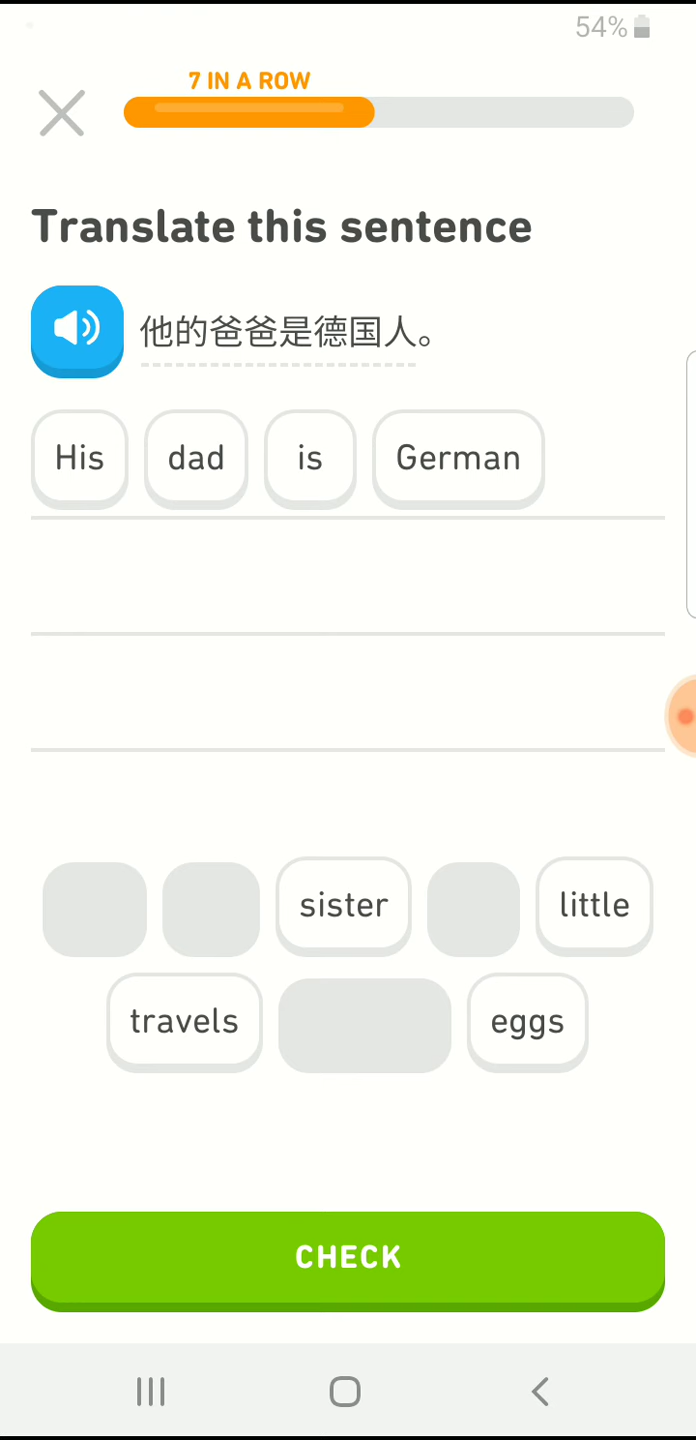 54%
7 IN A ROW
Translate this sentence
他的爸爸是德国人。
His dad is German
sister little
travels eggs
CHECK